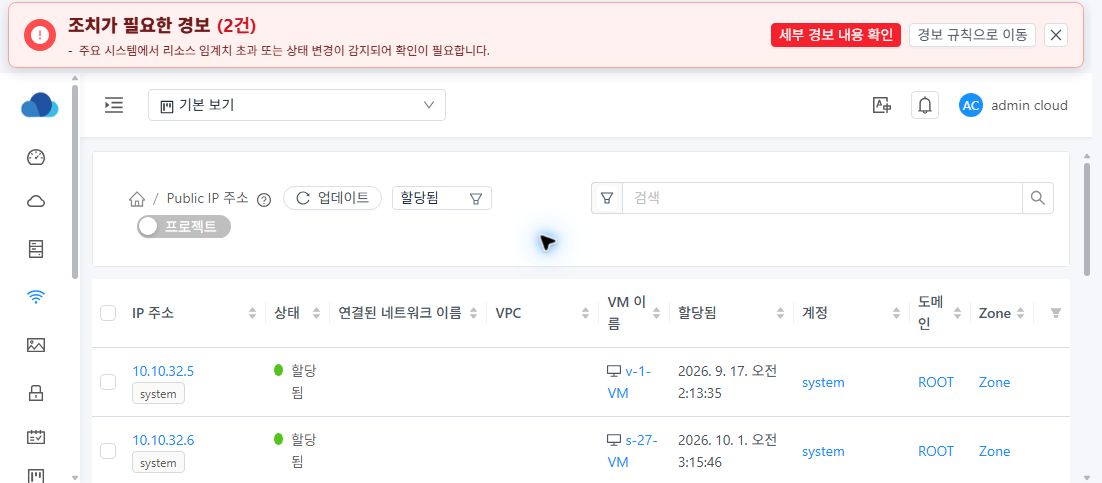 조치가 필요한 경보 (2건)
- 주요 시스템에서 리소스 임계치 초과 또는 상태 변경이 감지되어 확인이 필요합니다.
세부 경보 내용 확인
경보 규칙으로 이동
기본 보기
AC admin cloud
/ Public IP 주소
업데이트
할당됨
검색
프로젝트
IP 주소 상태 연결된 네트워크 이름 VPC VM 이름 할당됨 계정 도메인 Zone
10.10.32.5 할당됨 v-1-VM 2026. 9. 17. 오전 2:13:35 system ROOT Zone
system
10.10.32.6 할당됨 s-27-VM 2026. 10. 1. 오전 3:15:46 system ROOT Zone
system